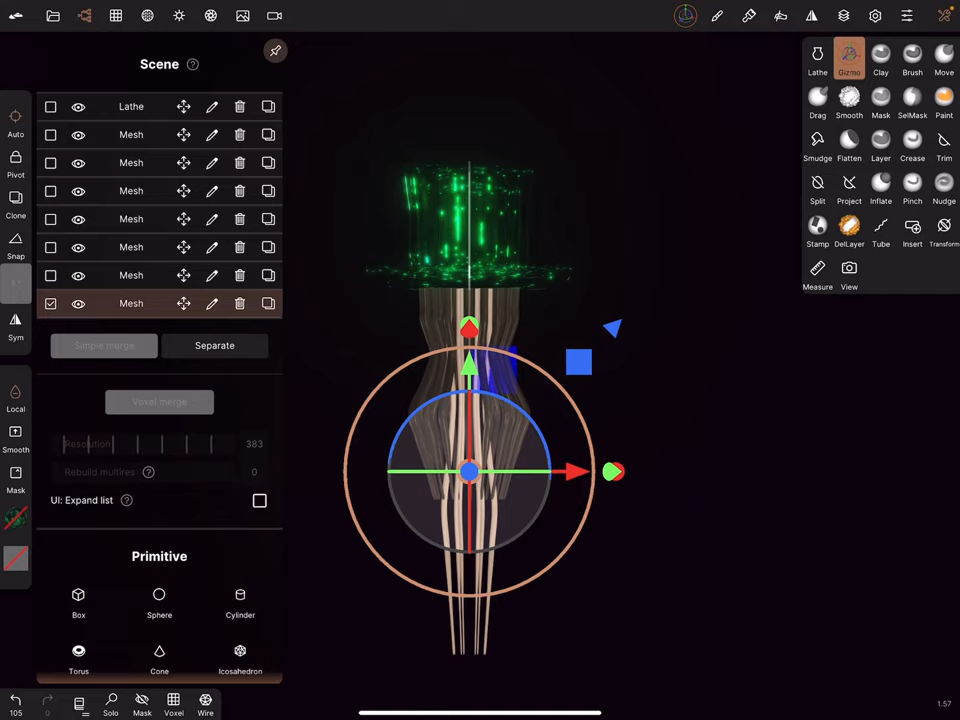 Scene
Lathe
Mesh
Mesh
Mesh
Mesh
Mesh
Mesh
Mesh
Simple merge
Separate
Voxel merge
Resolution
383
Rebuild multires
0
UI: Expand list
Primitive
Box
Sphere
Cylinder
Torus
Cone
Icosahedron
Auto
Pivot
Clone
Snap
Sym
Local
Smooth
Mask
105
0
Solo
Mask
Voxel
Wire
Lathe
Gizmo
Clay
Brush
Move
Drag
Smooth
Mask
SelMask
Paint
Smudge
Flatten
Layer
Crease
Trim
Split
Project
Inflate
Pinch
Nudge
Stamp
DelLayer
Tube
Insert
Transform
Measure
View
1.57